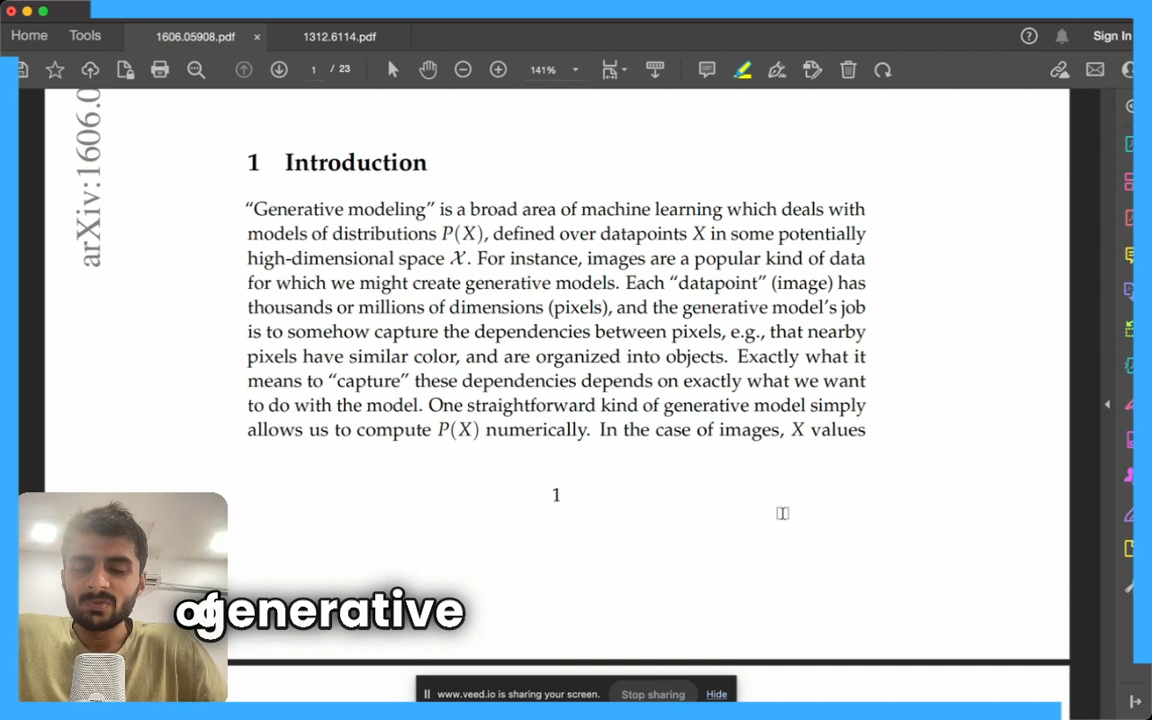 Home Tools 1606.05908.pdf × 1312.6114.pdf Sign In
1 / 23 141%
arXiv:1606.0
1 Introduction
“Generative modeling” is a broad area of machine learning which deals with
models of distributions P(X), defined over datapoints X in some potentially
high-dimensional space 𝒳. For instance, images are a popular kind of data
for which we might create generative models. Each “datapoint” (image) has
thousands or millions of dimensions (pixels), and the generative model’s job
is to somehow capture the dependencies between pixels, e.g., that nearby
pixels have similar color, and are organized into objects. Exactly what it
means to “capture” these dependencies depends on exactly what we want
to do with the model. One straightforward kind of generative model simply
allows us to compute P(X) numerically. In the case of images, X values
1
of generative
www.veed.io is sharing your screen. Stop sharing Hide